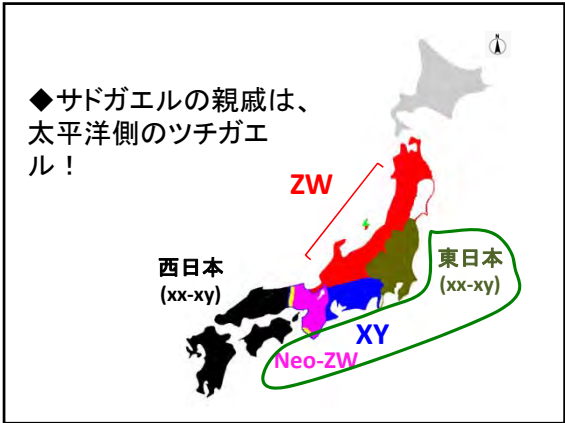 ◆サドガエルの親戚は、
太平洋側のツチガエ
ル！
N
ZW
西日本
(xx-xy)
東日本
(xx-xy)
XY
Neo-ZW